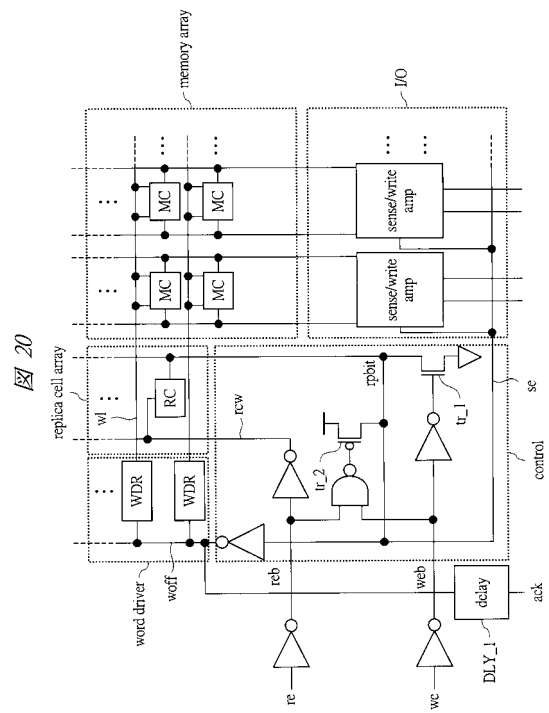 図 20
replica cell array
memory array
wl
MC
MC
MC
MC
RC
WDR
WDR
word driver
woff
rcw
I/O
sense/write
amp
sense/write
amp
rpbit
tr_2
tr_1
se
control
reb
web
re
we
delay
DLY_1
ack